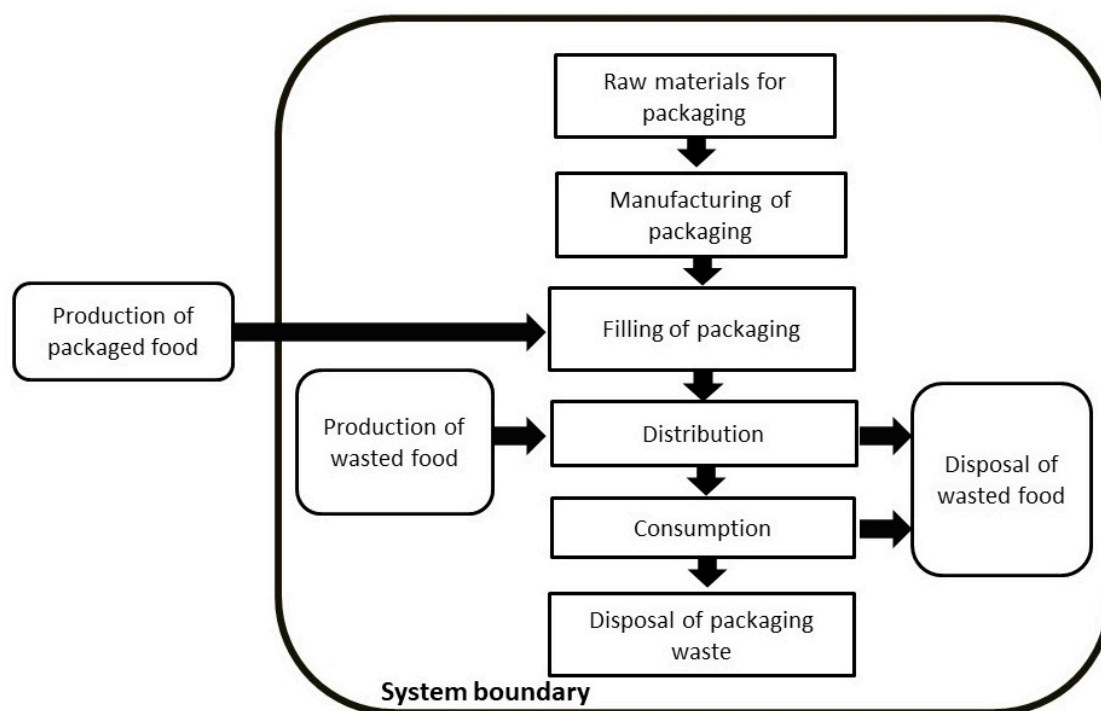 Raw materials for
packaging
Manufacturing of
packaging
Production of
packaged food
Filling of packaging
Production of
wasted food
Distribution
Disposal of
wasted food
Consumption
Disposal of packaging
waste
System boundary